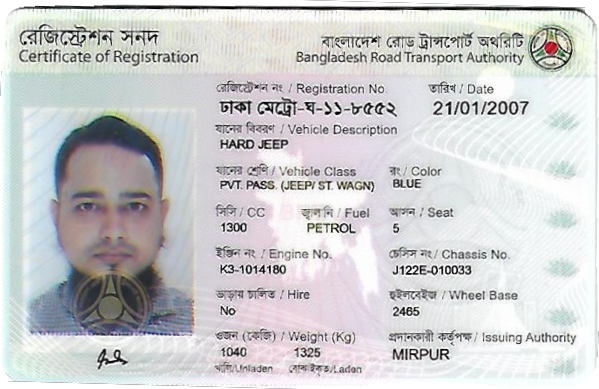 রেজিস্ট্রেশন সনদ
Certificate of Registration
বাংলাদেশ রোড ট্রান্সপোর্ট অথরিটি
Bangladesh Road Transport Authority
রেজিস্ট্রেশন নং / Registration No. তারিখ / Date
ঢাকা মেট্রো-ঘ-১১-৮৫৫২ 21/01/2007
যানের বিবরণ / Vehicle Description
HARD JEEP
যানের শ্রেণি / Vehicle Class রং / Color
PVT. PASS. (JEEP/ ST. WAGN) BLUE
সিসি / CC জ্বালানি / Fuel আসন / Seat
1300 PETROL 5
ইঞ্জিন নং / Engine No. চেসিস নং / Chassis No.
K3-1014180 J122E-010033
ভাড়ায় চালিত / Hire হুইলবেইজ / Wheel Base
No 2465
ওজন (কেজি) / Weight (Kg) প্রদানকারী কর্তৃপক্ষ / Issuing Authority
1040 1325 MIRPUR
খালি/Unladen বোঝাইকৃত/Laden